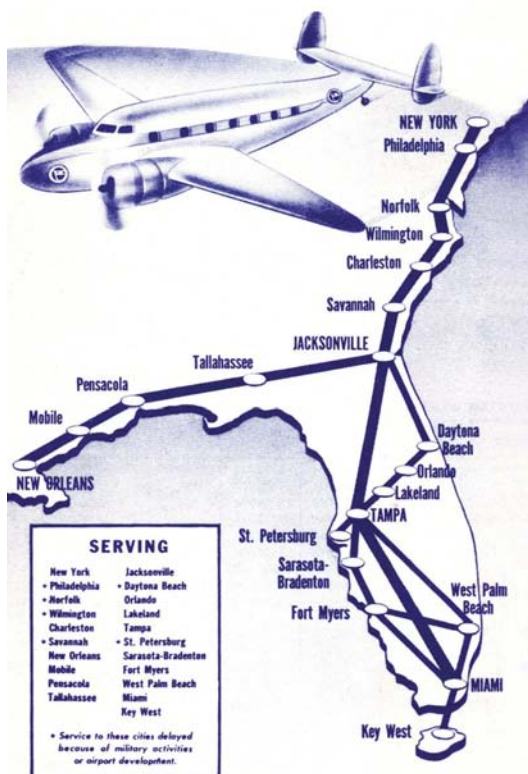 NEW YORK
Philadelphia
Norfolk
Wilmington
Charleston
Savannah
JACKSONVILLE
Tallahassee
Pensacola
Mobile
NEW ORLEANS
Daytona
Beach
Orlando
Lakeland
TAMPA
St. Petersburg
Sarasota-
Bradenton
Fort Myers
West Palm
Beach
MIAMI
Key West
SERVING
New York
* Philadelphia
* Norfolk
* Wilmington
Charleston
* Savannah
New Orleans
Mobile
Pensacola
Tallahassee
Jacksonville
* Daytona Beach
Orlando
Lakeland
Tampa
* St. Petersburg
Sarasota-Bradenton
Fort Myers
West Palm Beach
Miami
Key West
* Service to these cities delayed
because of military activities
or airport development.